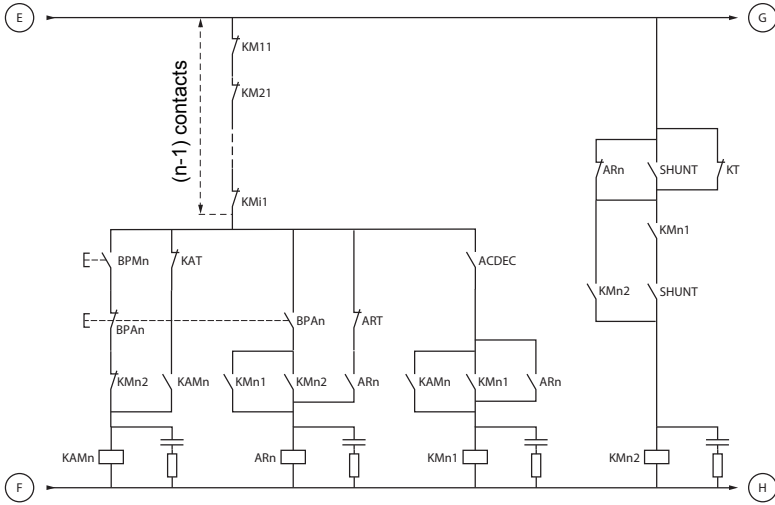 E
G
KM11
KM21
(n-1) contacts
ARn
SHUNT
KT
KMi1
KMn1
BPMn
KAT
ACDEC
KMn2
SHUNT
BPAn
BPAn
ART
KMn2
KAMn
KMn1
KMn2
ARn
KAMn
KMn1
ARn
KAMn
ARn
KMn1
KMn2
F
H